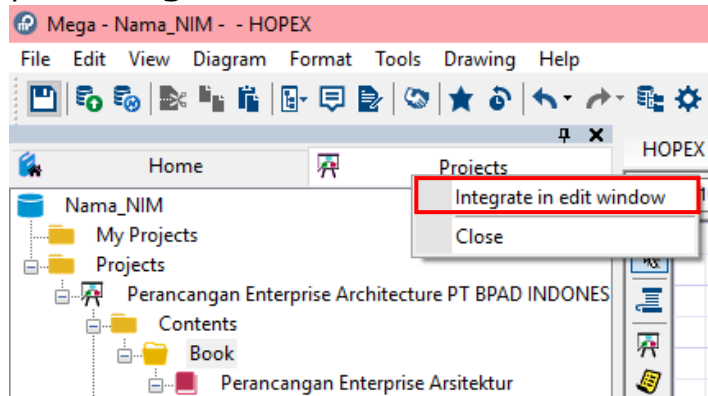 Mega - Nama_NIM - - HOPEX
File Edit View Diagram Format Tools Drawing Help
HOPEX
Home Projects
Integrate in edit window
Close
Nama_NIM
My Projects
Projects
Perancangan Enterprise Architecture PT BPAD INDONES
Contents
Book
Perancangan Enterprise Arsitektur